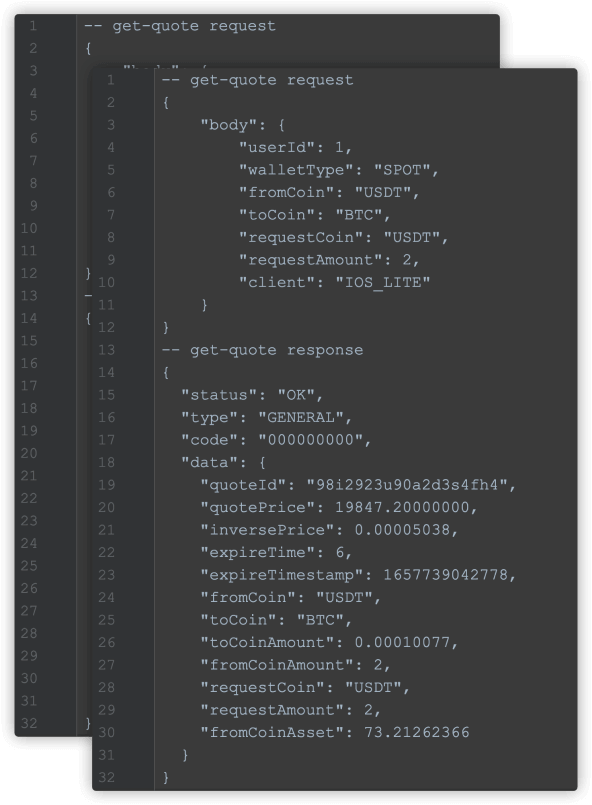 1 -- get-quote request
2 {
3
4
5
6
7
8
9
10
11
12 }
13
14 {
15
16
17
18
19
20
21
22
23
24
25
26
27
28
29
30
31
32 }
1 -- get-quote request
2 {
3 "body": {
4 "userId": 1,
5 "walletType": "SPOT",
6 "fromCoin": "USDT",
7 "toCoin": "BTC",
8 "requestCoin": "USDT",
9 "requestAmount": 2,
10 "client": "IOS_LITE"
11 }
12 }
13 -- get-quote response
14 {
15 "status": "OK",
16 "type": "GENERAL",
17 "code": "000000000",
18 "data": {
19 "quoteId": "98i2923u90a2d3s4fh4",
20 "quotePrice": 19847.20000000,
21 "inversePrice": 0.00005038,
22 "expireTime": 6,
23 "expireTimestamp": 1657739042778,
24 "fromCoin": "USDT",
25 "toCoin": "BTC",
26 "toCoinAmount": 0.00010077,
27 "fromCoinAmount": 2,
28 "requestCoin": "USDT",
29 "requestAmount": 2,
30 "fromCoinAsset": 73.21262366
31 }
32 }